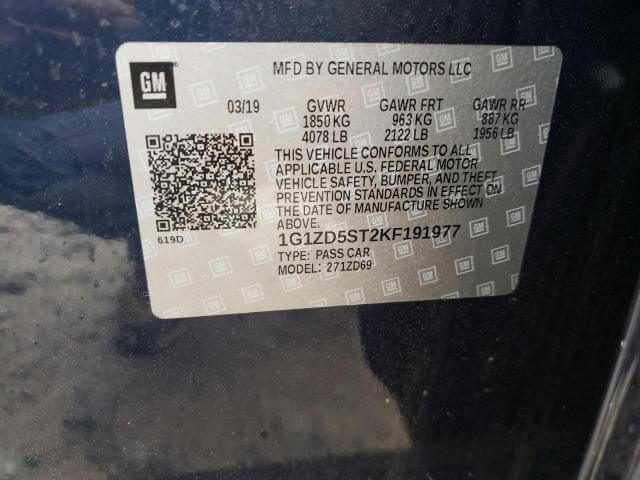 GM
MFD BY GENERAL MOTORS LLC
03/19 GVWR GAWR FRT GAWR RR
1850 KG 963 KG 887 KG
4078 LB 2122 LB 1956 LB
THIS VEHICLE CONFORMS TO ALL
APPLICABLE U.S. FEDERAL MOTOR
VEHICLE SAFETY, BUMPER, AND THEFT
PREVENTION STANDARDS IN EFFECT ON
THE DATE OF MANUFACTURE SHOWN
ABOVE.
619D
1G1ZD5ST2KF191977
TYPE: PASS CAR
MODEL: 271ZD69